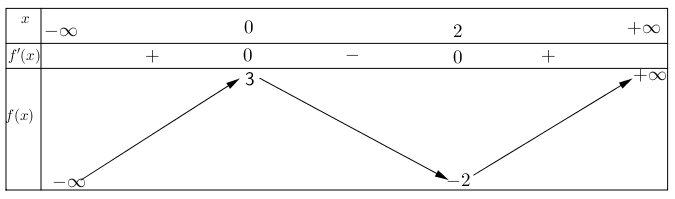 x −∞ 0 2 +∞
f′(x) + 0 − 0 +
3 +∞
f(x)
−∞ −2